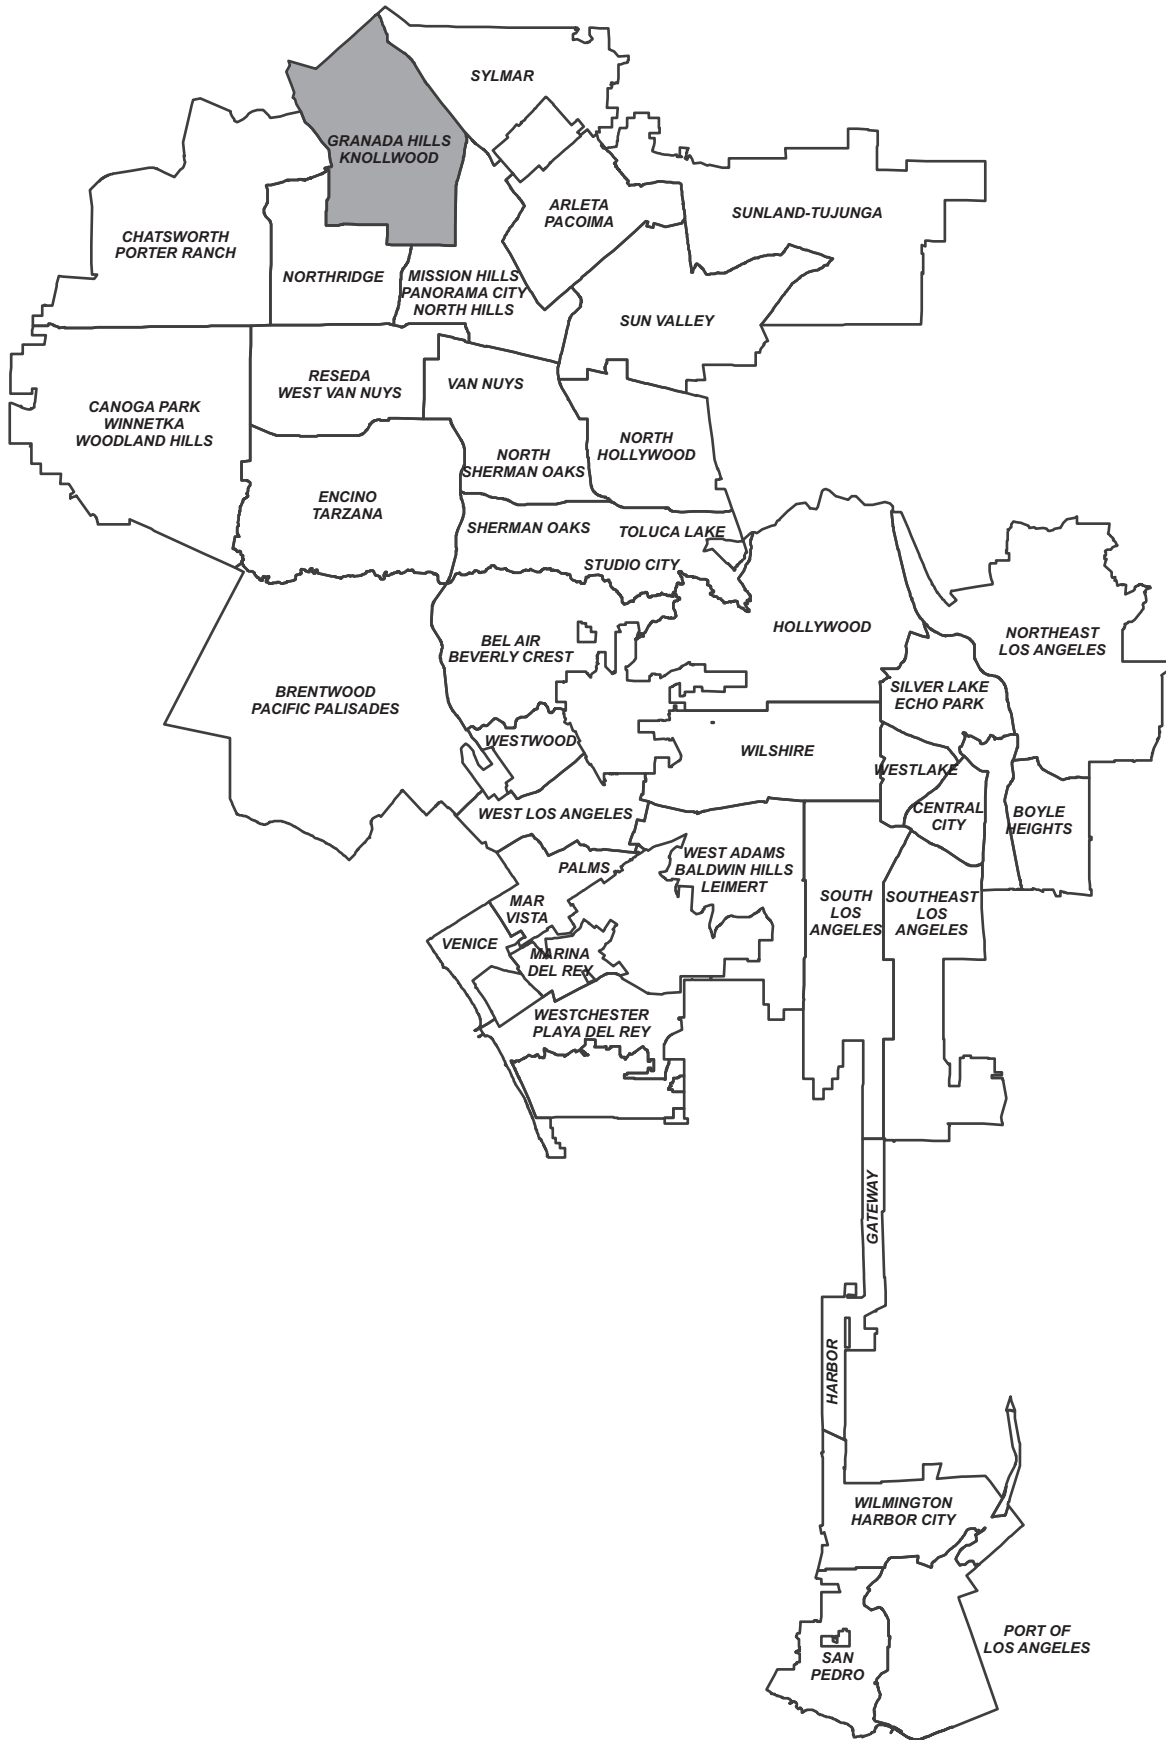 SYLMAR
GRANADA HILLS
KNOLLWOOD
ARLETA
PACOIMA
SUNLAND-TUJUNGA
CHATSWORTH
PORTER RANCH
NORTHRIDGE
MISSION HILLS
PANORAMA CITY
NORTH HILLS
SUN VALLEY
RESEDA
WEST VAN NUYS
VAN NUYS
CANOGA PARK
WINNETKA
WOODLAND HILLS
NORTH
HOLLYWOOD
NORTH
SHERMAN OAKS
ENCINO
TARZANA
SHERMAN OAKS
TOLUCA LAKE
STUDIO CITY
HOLLYWOOD
NORTHEAST
LOS ANGELES
BEL AIR
BEVERLY CREST
BRENTWOOD
PACIFIC PALISADES
SILVER LAKE
ECHO PARK
WESTWOOD
WILSHIRE
WESTLAKE
CENTRAL
CITY
BOYLE
HEIGHTS
WEST LOS ANGELES
PALMS
WEST ADAMS
BALDWIN HILLS
LEIMERT
MAR
VISTA
SOUTH
LOS
ANGELES
SOUTHEAST
LOS
ANGELES
VENICE
MARINA
DEL REY
WESTCHESTER
PLAYA DEL REY
GATEWAY
HARBOR
WILMINGTON
HARBOR CITY
PORT OF
LOS ANGELES
SAN
PEDRO